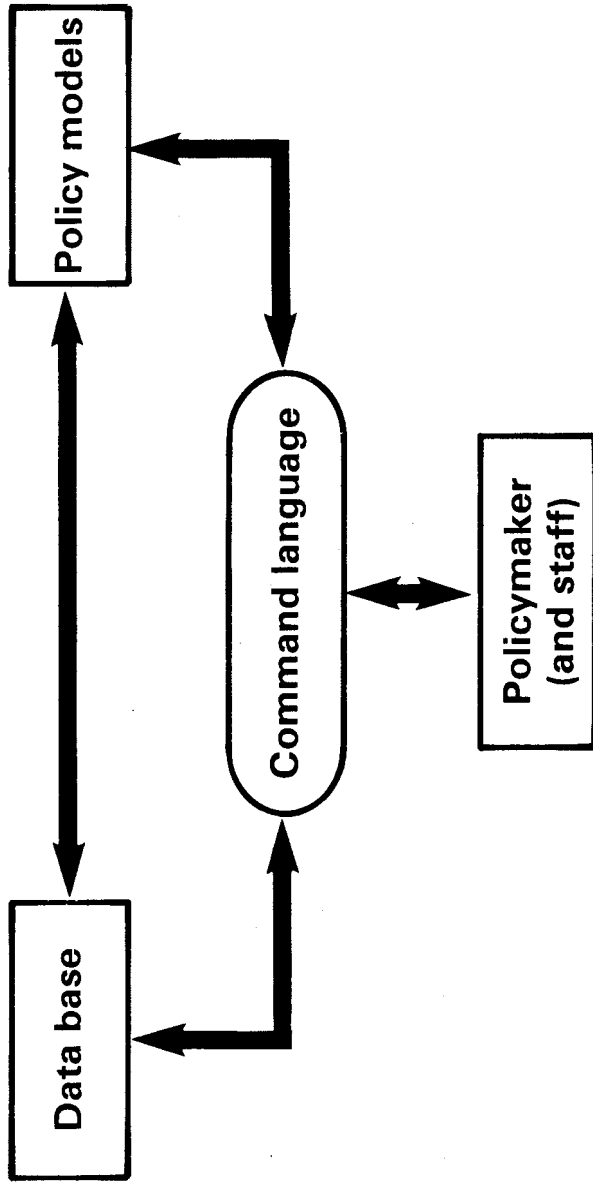 Data base
Policy models
Command language
Policymaker
(and staff)